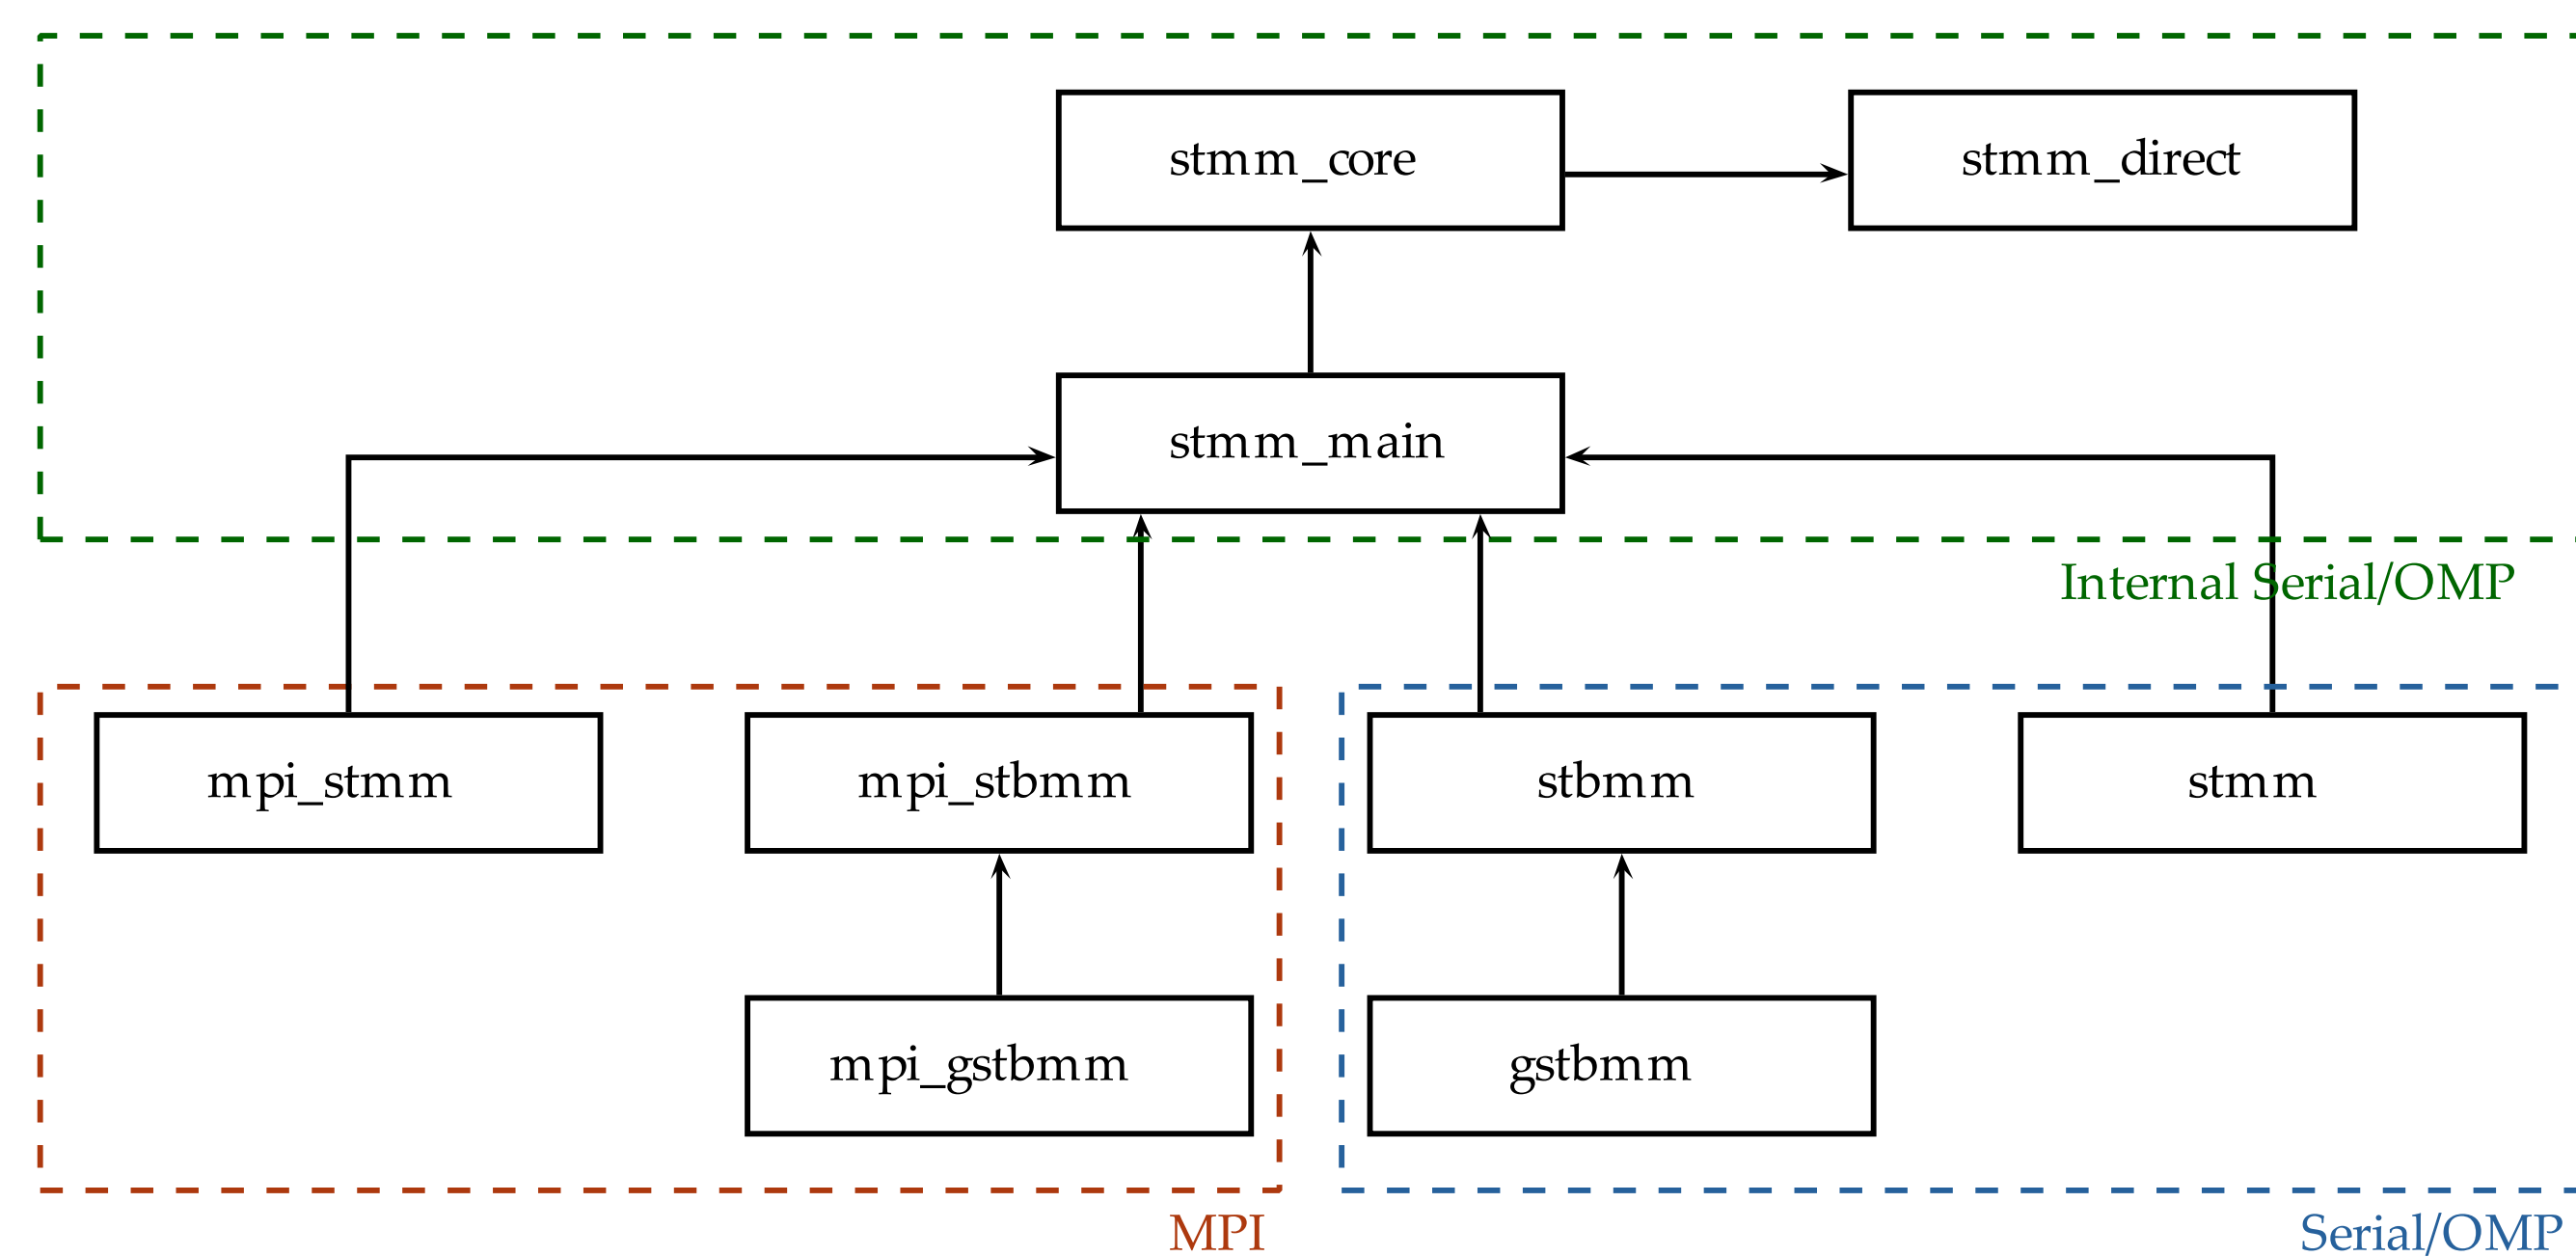 stmm_core
stmm_direct
stmm_main
Internal Serial/OMP
mpi_stmm
mpi_stbmm
stbmm
stmm
mpi_gstbmm
gstbmm
MPI
Serial/OMP